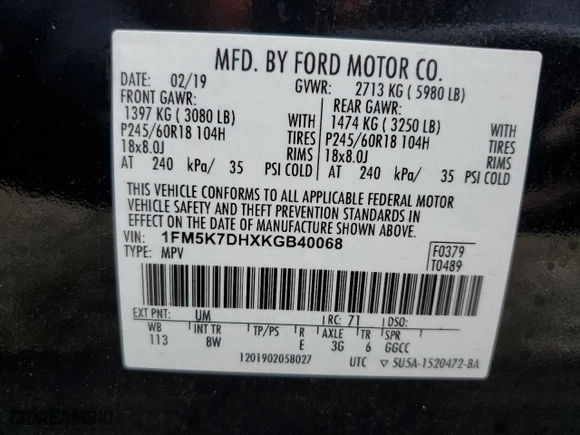 MFD. BY FORD MOTOR CO.
DATE: 02/19 GVWR: 2713 KG ( 5980 LB)
FRONT GAWR: REAR GAWR:
1397 KG ( 3080 LB) WITH 1474 KG ( 3250 LB) WITH
P245/60R18 104H TIRES P245/60R18 104H TIRES
18x8.0J RIMS 18x8.0J RIMS
AT 240 kPa/ 35 PSI COLD AT 240 kPa/ 35 PSI COLD
THIS VEHICLE CONFORMS TO ALL APPLICABLE FEDERAL MOTOR
VEHICLE SAFETY AND THEFT PREVENTION STANDARDS IN
EFFECT ON THE DATE OF MANUFACTURE SHOWN ABOVE.
VIN: 1FM5K7DHXKGB40068 F0379
TYPE: MPV T0489
EXT PNT: UM RC: 71 DSO:
WB INT TR TP/PS R AXLE TR SPR
113 8W E 3G 6 GGCC
1201902058027 UTC ▽ 5U5A-1520472-BA
DREAMBID